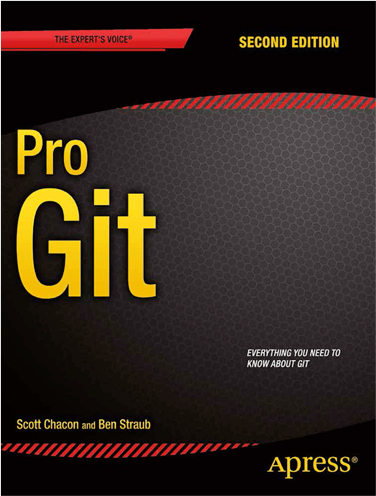 THE EXPERT'S VOICE®
SECOND EDITION
Pro
Git
EVERYTHING YOU NEED TO
KNOW ABOUT GIT
Scott Chacon and Ben Straub
Apress®